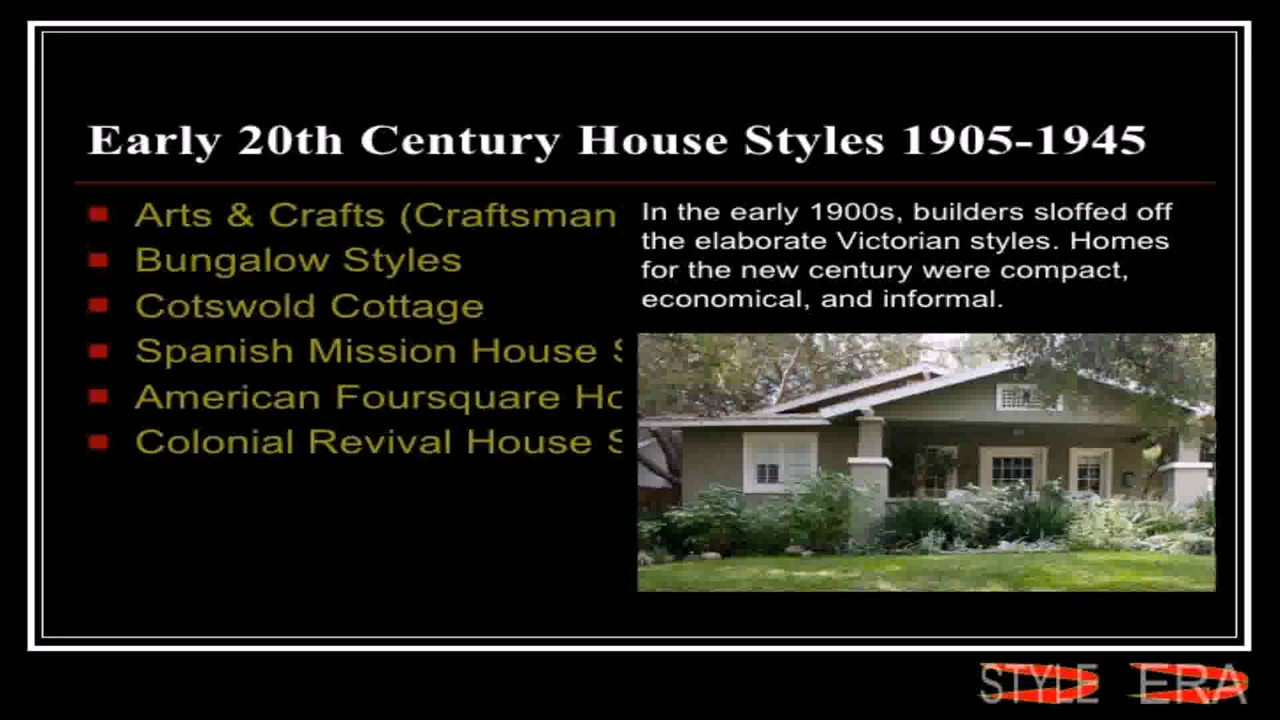 Early 20th Century House Styles 1905-1945
Arts & Crafts (Craftsman
Bungalow Styles
Cotswold Cottage
Spanish Mission House
American Foursquare
Colonial Revival House
In the early 1900s, builders sloffed off
the elaborate Victorian styles. Homes
for the new century were compact,
economical, and informal.
STYLE ERA